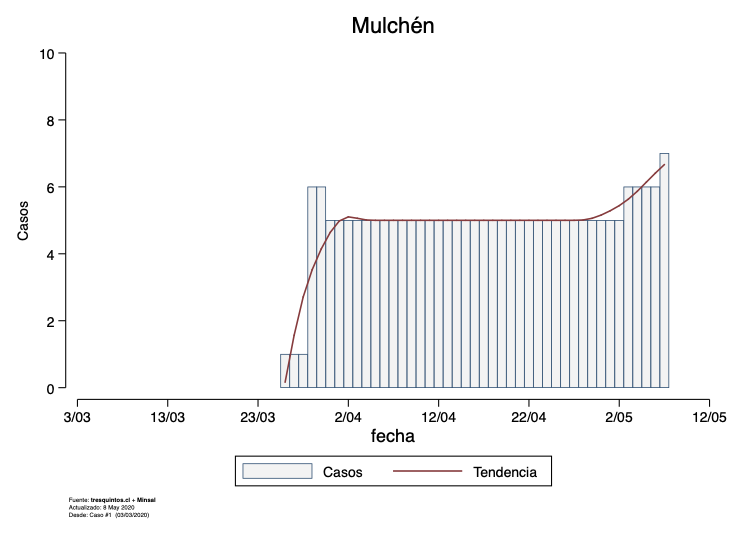 Mulchén
10
8
6
4
2
0
Casos
3/03 13/03 23/03 2/04 12/04 22/04 2/05 12/05
fecha
Casos Tendencia
Fuente: tresquintos.cl + Minsal
Actualizado: 8 May 2020
Desde: Caso #1 (03/03/2020)